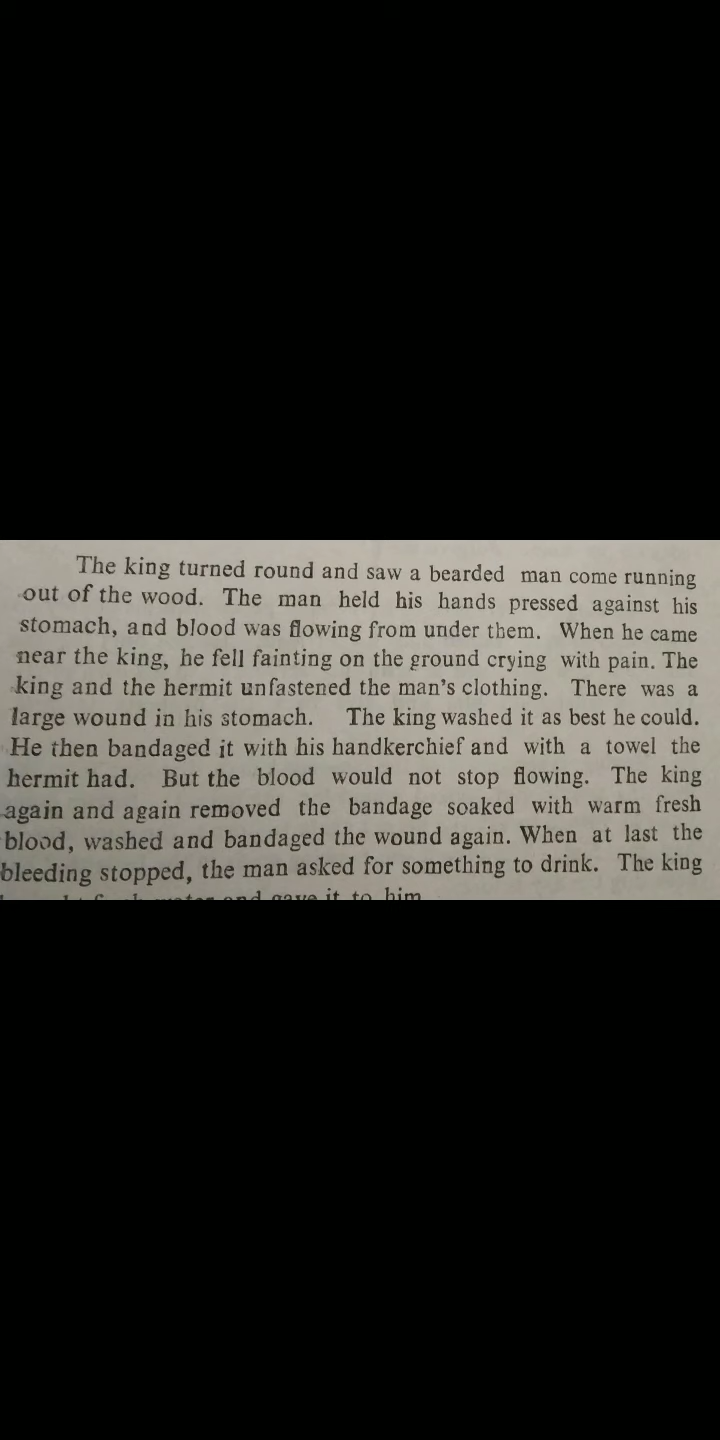 The king turned round and saw a bearded man come running
out of the wood. The man held his hands pressed against his
stomach, and blood was flowing from under them. When he came
near the king, he fell fainting on the ground crying with pain. The
king and the hermit unfastened the man's clothing. There was a
large wound in his stomach. The king washed it as best he could.
He then bandaged it with his handkerchief and with a towel the
hermit had. But the blood would not stop flowing. The king
again and again removed the bandage soaked with warm fresh
blood, washed and bandaged the wound again. When at last the
bleeding stopped, the man asked for something to drink. The king
and gave it to him